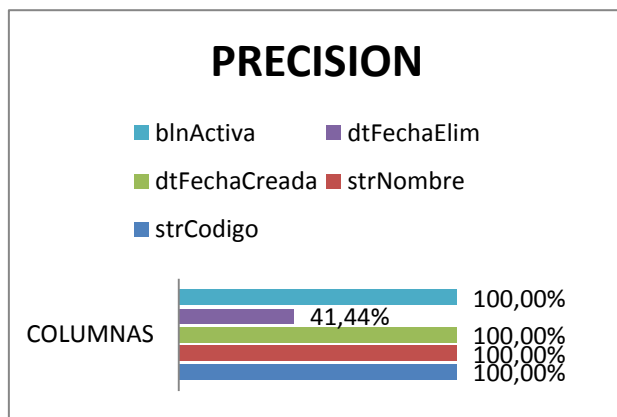 PRECISION
blnActiva dtFechaElim
dtFechaCreada strNombre
strCodigo
100,00%
41,44%
COLUMNAS 100,00%
100,00%
100,00%